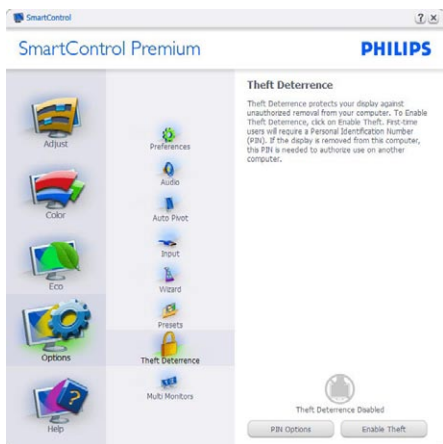 SmartControl
SmartControl Premium
PHILIPS
Adjust
Color
Eco
Options
Help
Preferences
Audio
Auto Pivot
Input
Wizard
Presets
Theft Deterrence
Multi Monitors
Theft Deterrence
Theft Deterrence protects your display against
unauthorized removal from your computer. To Enable
Theft Deterrence, click on Enable Theft. First-time
users will require a Personal Identification Number
(PIN). If the display is removed from this computer,
this PIN is needed to authorize use on another
computer.
Theft Deterrence Disabled
PIN Options
Enable Theft